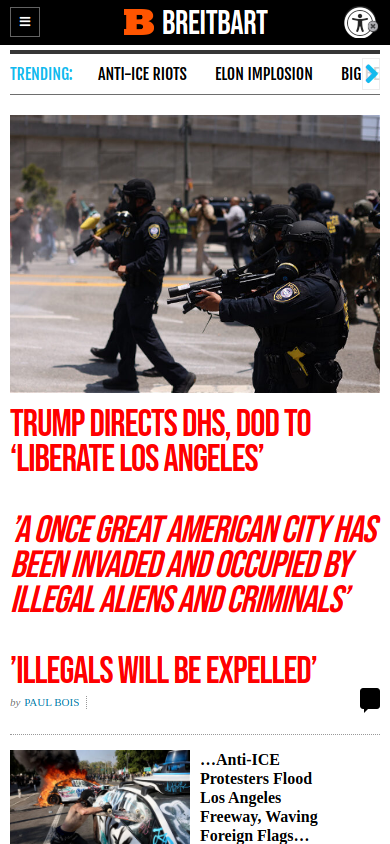 B BREITBART
TRENDING: ANTI-ICE RIOTS ELON IMPLOSION BIG
TRUMP DIRECTS DHS, DOD TO
‘LIBERATE LOS ANGELES’
’A ONCE GREAT AMERICAN CITY HAS
BEEN INVADED AND OCCUPIED BY
ILLEGAL ALIENS AND CRIMINALS’
’ILLEGALS WILL BE EXPELLED’
by PAUL BOIS
…Anti-ICE
Protesters Flood
Los Angeles
Freeway, Waving
Foreign Flags…